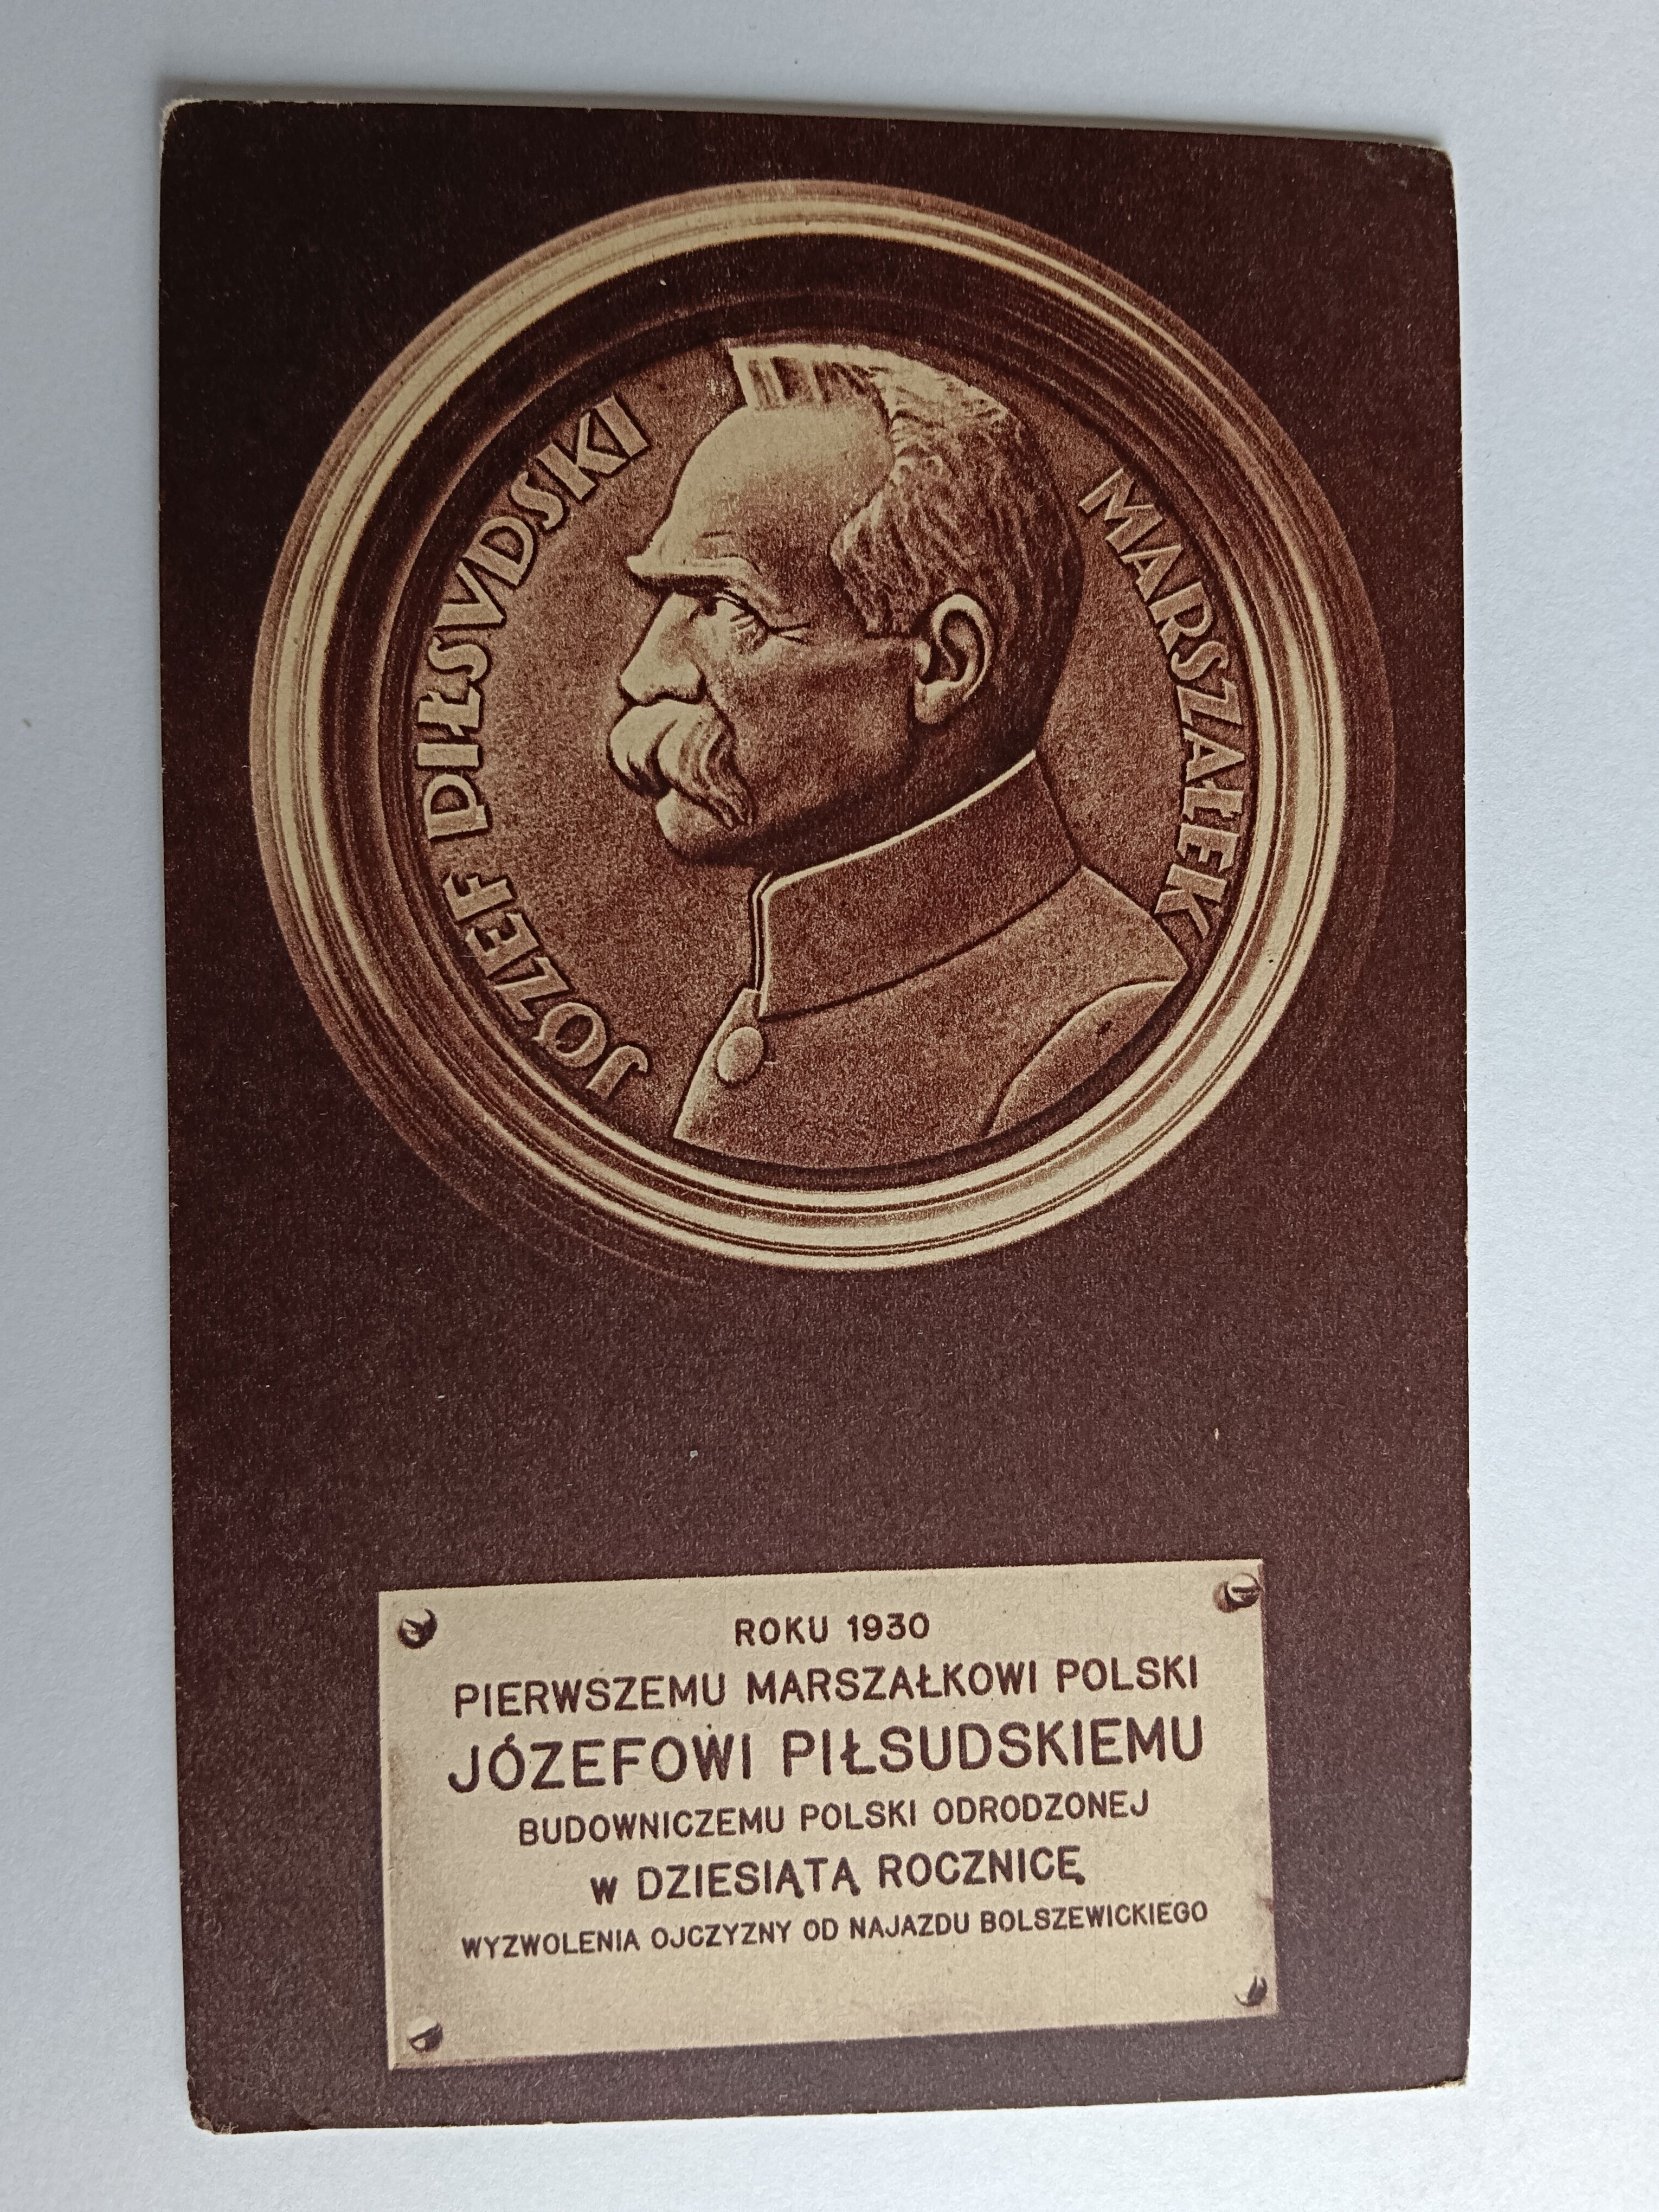 JÓZEF PIŁSVDSKI
MARSZAŁEK
ROKU 1930
PIERWSZEMU MARSZAŁKOWI POLSKI
JÓZEFOWI PIŁSUDSKIEMU
BUDOWNICZEMU POLSKI ODRODZONEJ
w DZIESIĄTĄ ROCZNICĘ
WYZWOLENIA OJCZYZNY OD NAJAZDU BOLSZEWICKIEGO